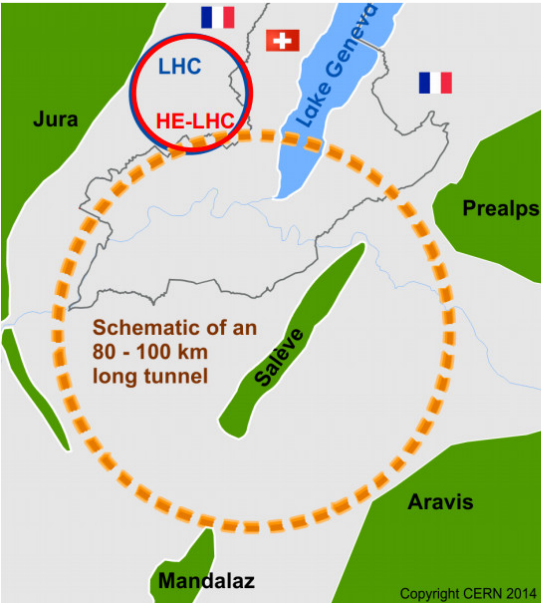 LHC
Lake Geneva
Jura
HE-LHC
Prealps
Schematic of an
80 - 100 km
long tunnel
Salève
Aravis
Mandalaz
Copyright CERN 2014